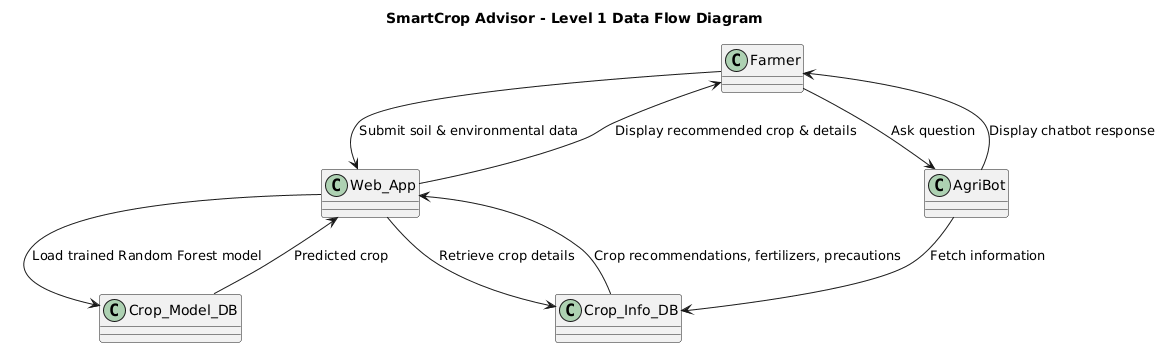 SmartCrop Advisor - Level 1 Data Flow Diagram
C Farmer
Submit soil & environmental data
Display recommended crop & details
Ask question
Display chatbot response
C Web_App
C AgriBot
Load trained Random Forest model
Predicted crop
Retrieve crop details
Crop recommendations, fertilizers, precautions
Fetch information
C Crop_Model_DB
C Crop_Info_DB